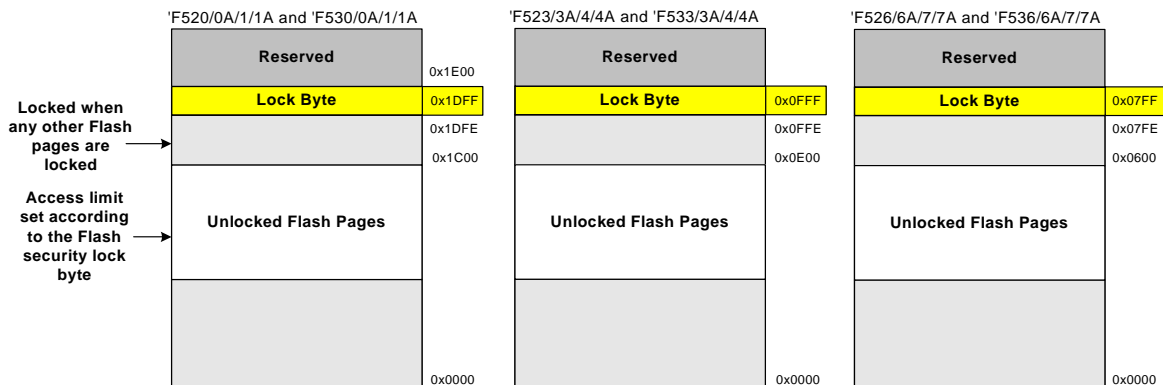 'F520/0A/1/1A and 'F530/0A/1/1A
Reserved
0x1E00
Lock Byte
0x1DFF
0x1DFE
0x1C00
Unlocked Flash Pages
0x0000
Locked when
any other Flash
pages are
locked
Access limit
set according
to the Flash
security lock
byte
'F523/3A/4/4A and 'F533/3A/4/4A
Reserved
Lock Byte
0x0FFF
0x0FFE
0x0E00
Unlocked Flash Pages
0x0000
'F526/6A/7/7A and 'F536/6A/7/7A
Reserved
Lock Byte
0x07FF
0x07FE
0x0600
Unlocked Flash Pages
0x0000